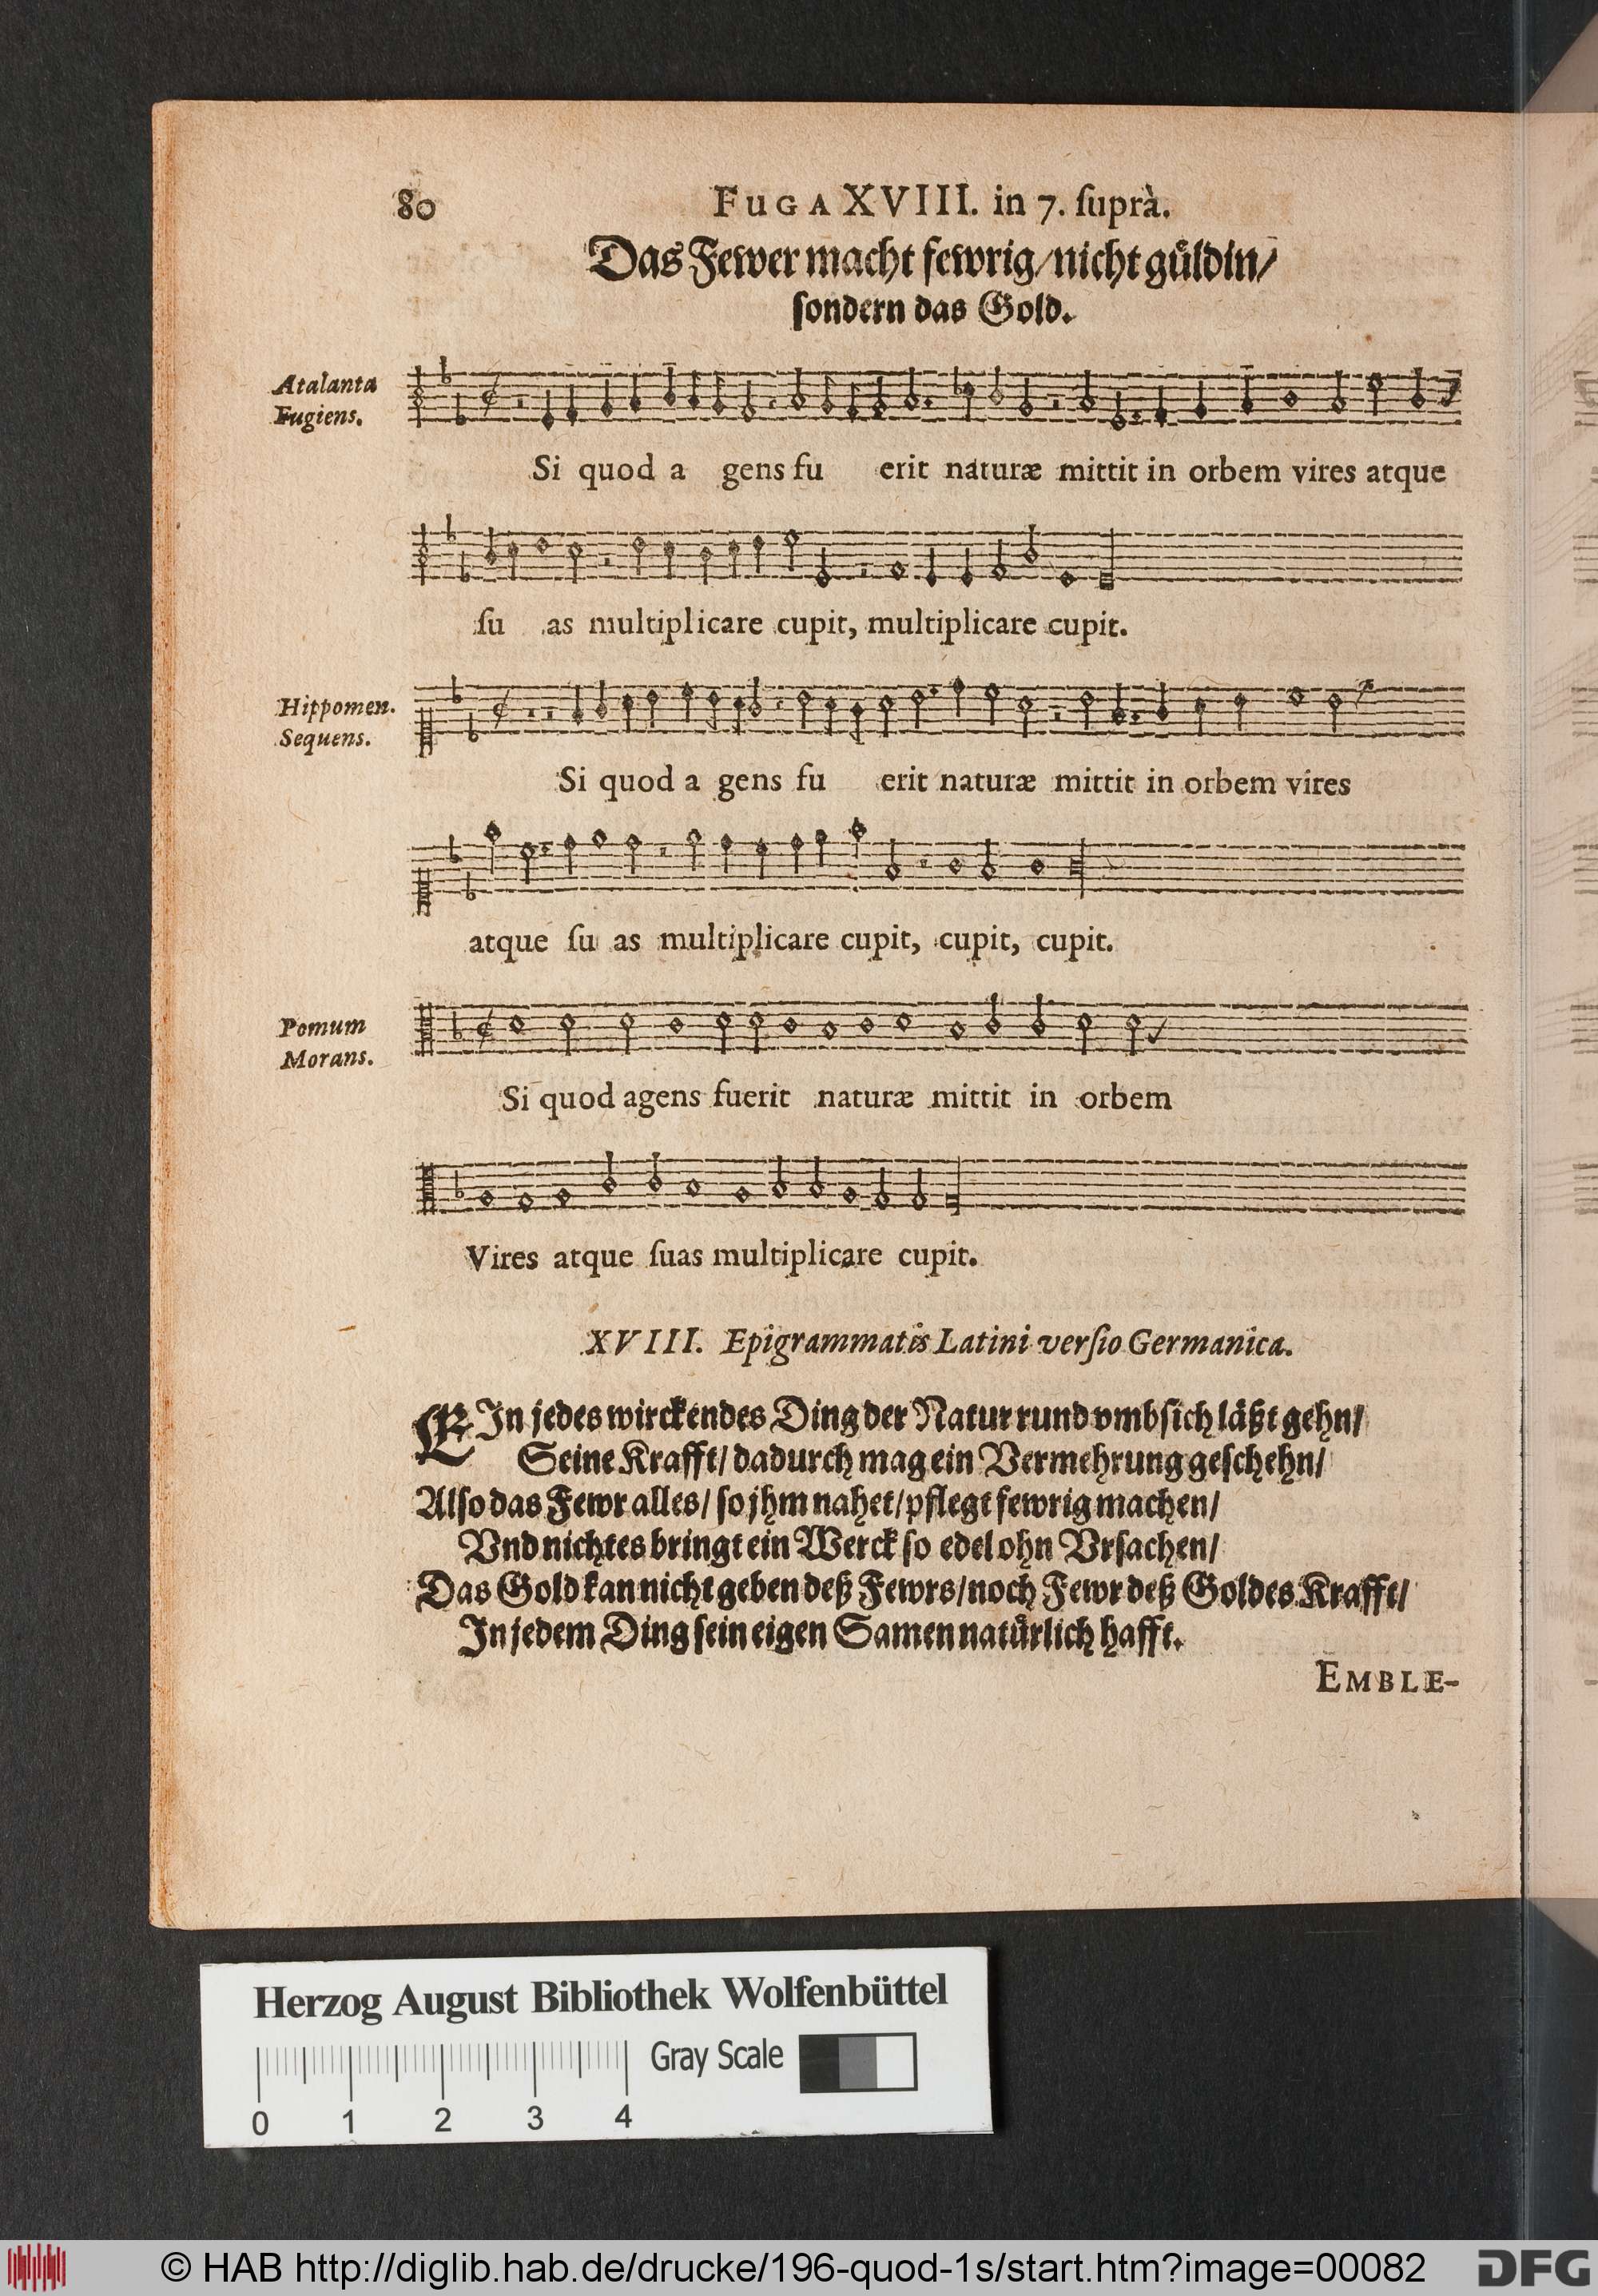 80
FUGA XVIII. in 7. ſuprà.
Das Fewer macht fewrig/nicht guͤldin/
ſondern das Gold.
Atalanta
Fugiens.
Si quod a gens fu erit naturæ mittit in orbem vires atque
ſu as multiplicare cupit, multiplicare cupit.
Hippomen.
Sequens.
Si quod a gens fu erit naturæ mittit in orbem vires
atque ſu as multiplicare cupit, cupit, cupit.
Pomum
Morans.
Si quod agens fuerit naturæ mittit in orbem
Vires atque ſuas multiplicare cupit.
XVIII. Epigrammatis Latini verſio Germanica.
EIn jedes wirckendes Ding der Natur rund vmb ſich laͤßt gehn/
Seine Krafft/ dadurch mag ein Vermehrung geſchehn/
Alſo das Fewr alles/ ſo jhm nahet/ pflegt fewrig machen/
Vnd nichtes bringt ein Werck ſo edel ohn Vrſachen/
Das Gold kan nicht geben deß Fewrs/ noch Fewr deß Goldes Krafft/
In jedem Ding ſein eigen Samen natuͤrlich hafft.
EMBLE-
Herzog August Bibliothek Wolfenbüttel
Gray Scale
0 1 2 3 4
© HAB http://diglib.hab.de/drucke/196-quod-1s/start.htm?image=00082
DFG